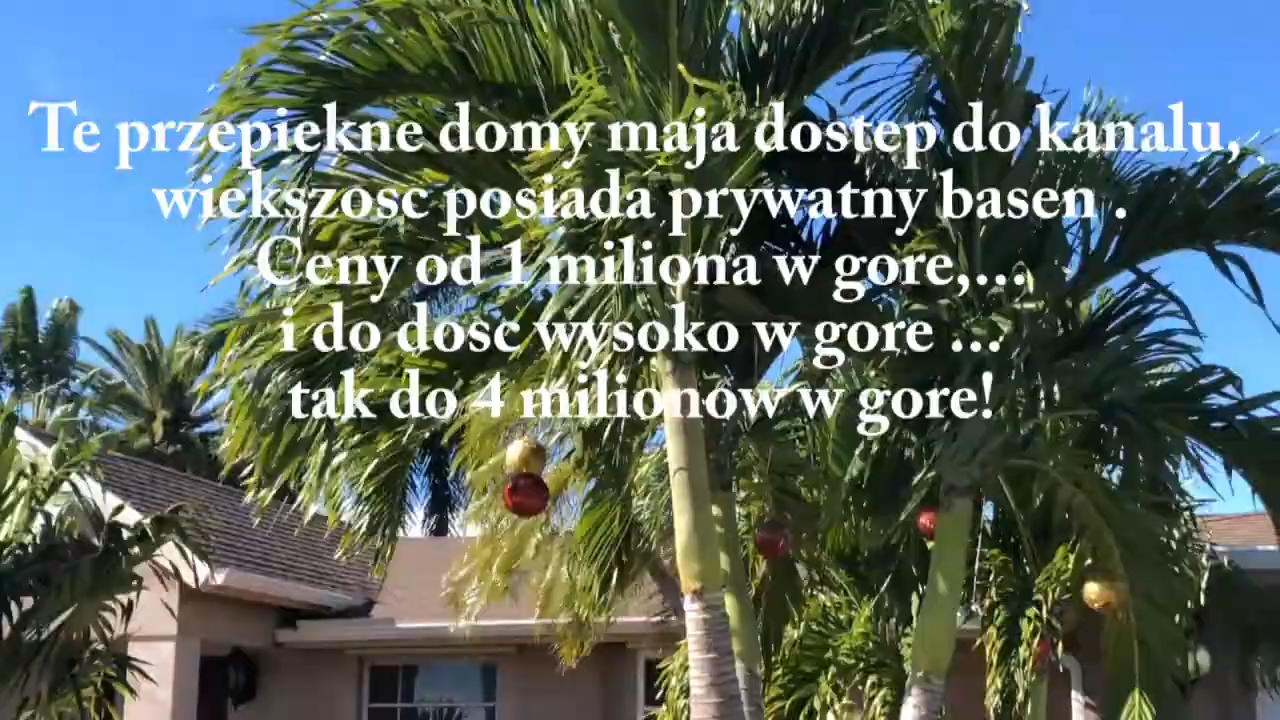 Te przepiekne domy maja dostep do kanalu,
wiekszosc posiada prywatny basen .
Ceny od 1 miliona w gore,...
i do dosc wysoko w gore ...
tak do 4 milionow w gore!